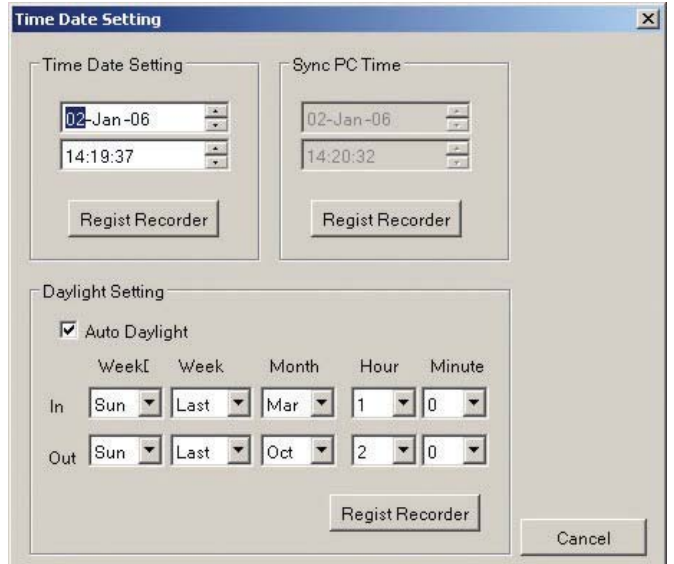 Time Date Setting
Time Date Setting
02-Jan-06
14:19:37
Regist Recorder
Sync PC Time
02-Jan-06
14:20:32
Regist Recorder
Daylight Setting
Auto Daylight
Week[ Week Month Hour Minute
In Sun Last Mar 1 0
Out Sun Last Oct 2 0
Regist Recorder
Cancel